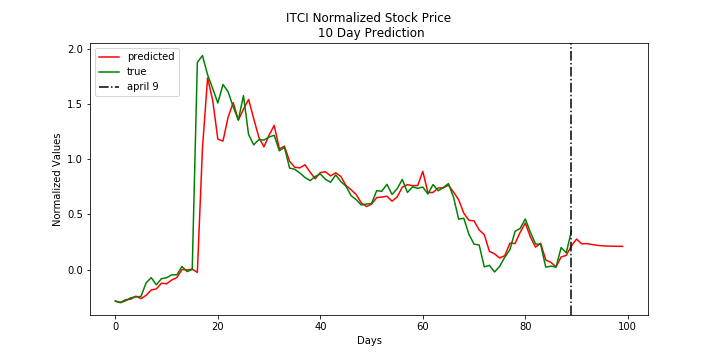 ITCI Normalized Stock Price
10 Day Prediction
predicted
true
april 9
Normalized Values
2.0
1.5
1.0
0.5
0.0
0
20
40
60
80
100
Days